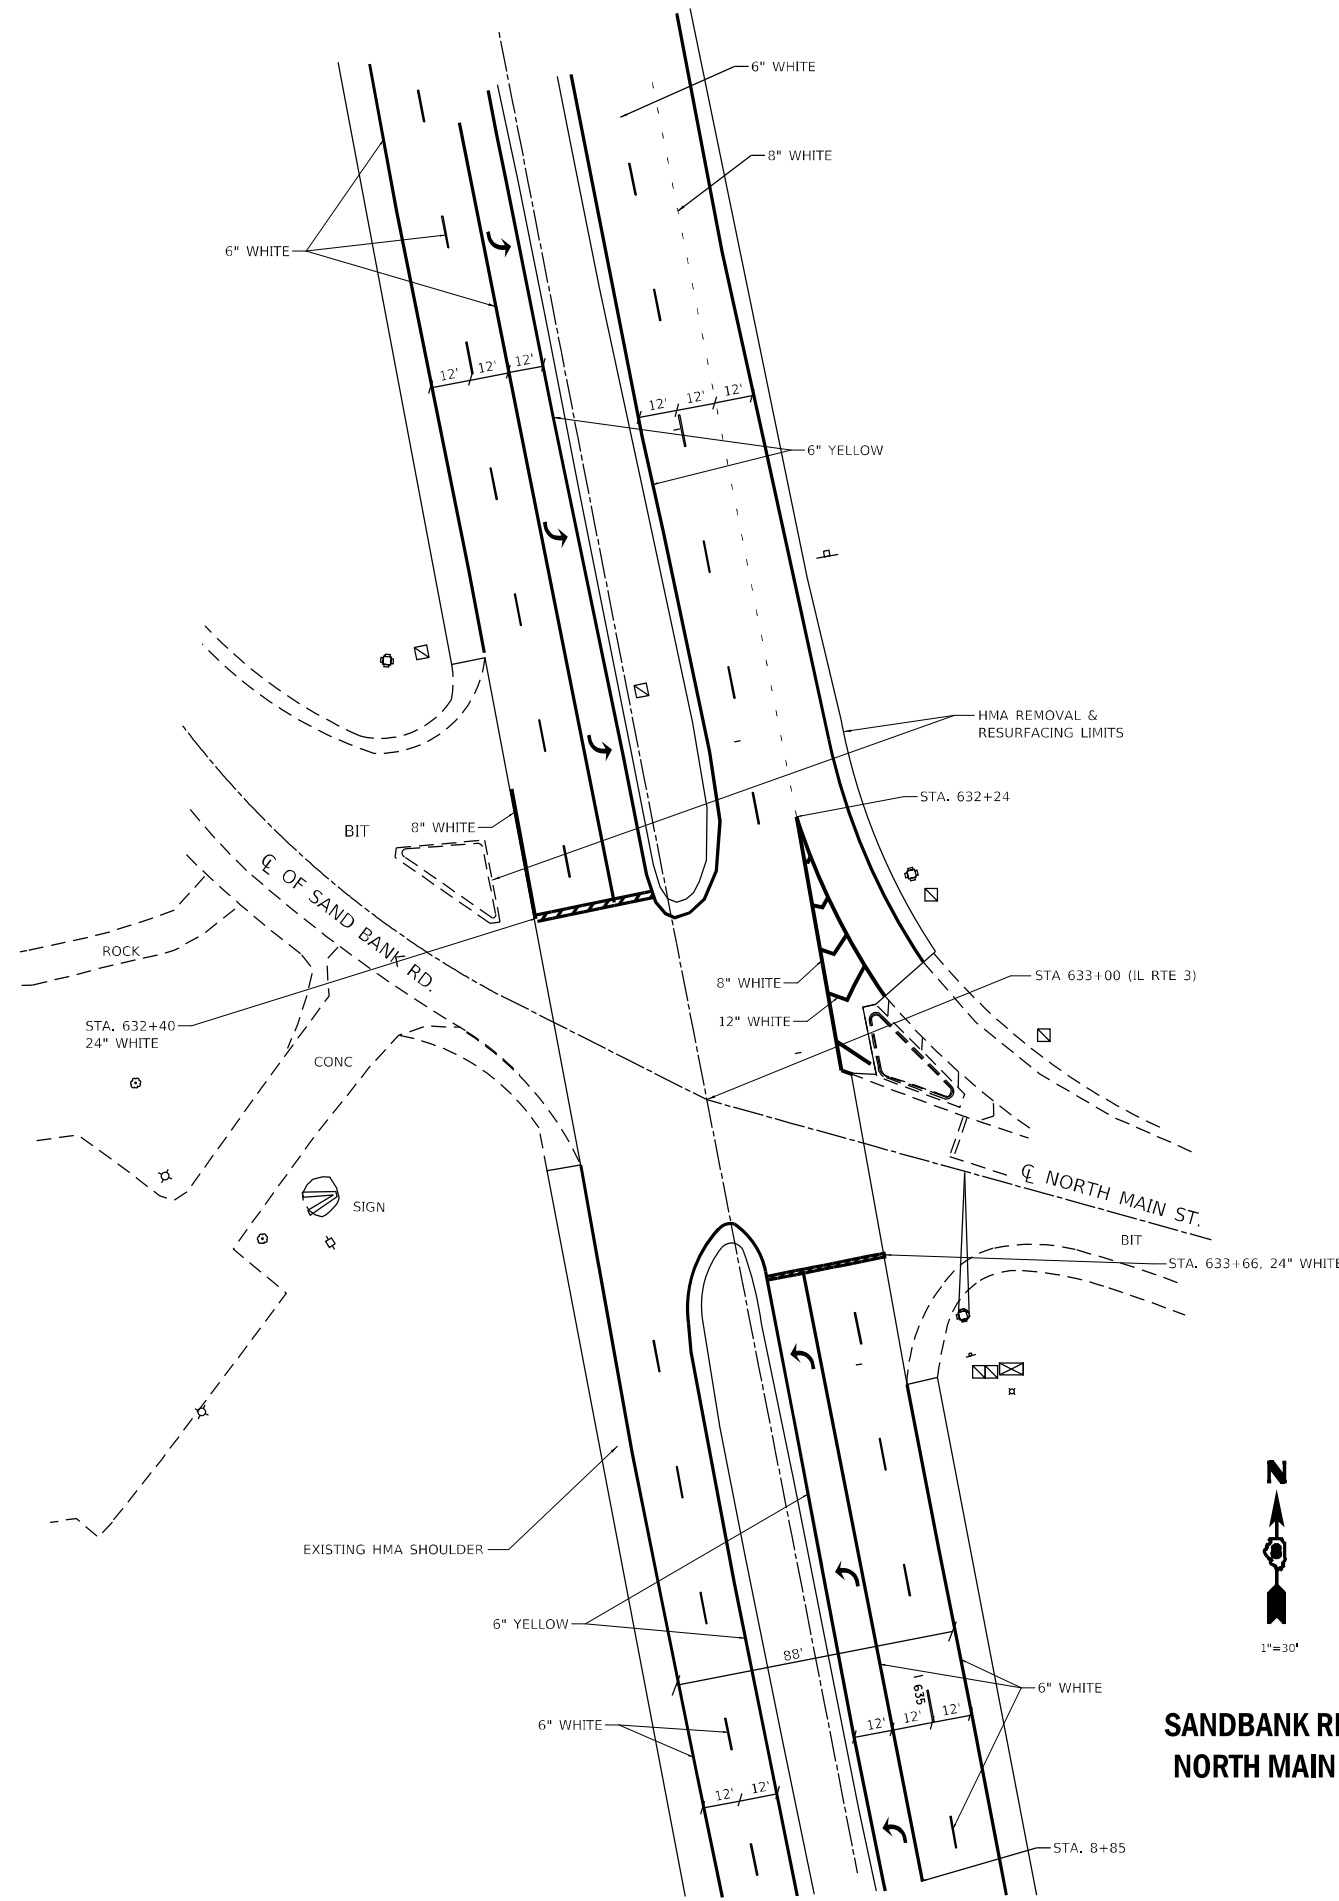 6" WHITE
8" WHITE
6" WHITE
12' 12' 12'
12' 12' 12'
6" YELLOW
HMA REMOVAL &
RESURFACING LIMITS
STA. 632+24
BIT
8" WHITE
℄ OF SAND BANK RD.
ROCK
8" WHITE
STA 633+00 (IL RTE 3)
12" WHITE
STA. 632+40
24" WHITE
CONC
℄ NORTH MAIN ST.
SIGN
BIT
STA. 633+66, 24" WHITE
N
EXISTING HMA SHOULDER
6" YELLOW
88'
1"=30'
635
6" WHITE
12' 12' 12'
6" WHITE
SANDBANK
NORTH MAIN
12' 12'
STA. 8+85